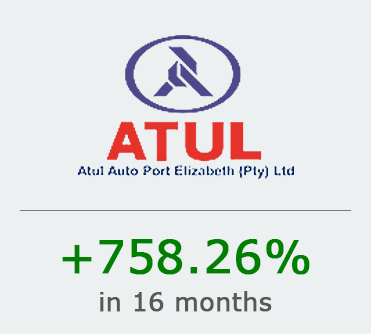 ATUL
Atul Auto Port Elizabeth (Pty) Ltd
+758.26%
in 16 months